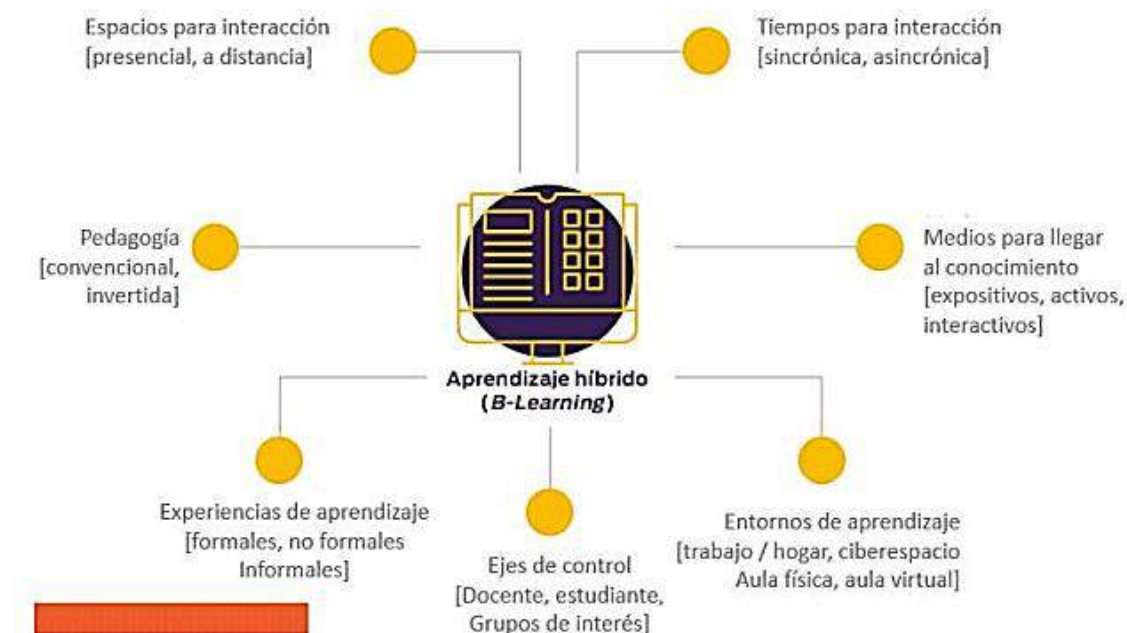 Espacios para interacción
[presencial, a distancia]
Tiempos para interacción
[sincrónica, asincrónica]
Pedagogía
[convencional,
invertida]
Medios para llegar
al conocimiento
[expositivos, activos,
interactivos]
Aprendizaje híbrido
(B-Learning)
Experiencias de aprendizaje
[formales, no formales
Informales]
Ejes de control
[Docente, estudiante,
Grupos de interés]
Entornos de aprendizaje
[trabajo / hogar, ciberespacio
Aula física, aula virtual]